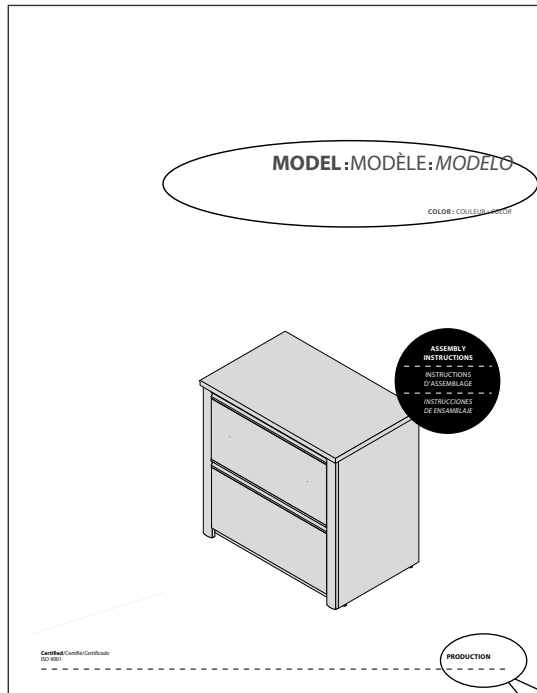 MODEL :MODÈLE: MODELO
COLOR : COULEUR : COLOR
ASSEMBLY
INSTRUCTIONS
INSTRUCTIONS
D'ASSEMBLAGE
INSTRUCCIONES
DE ENSAMBLAJE
Certified/Certifié/Certificado
ISO 9001
PRODUCTION